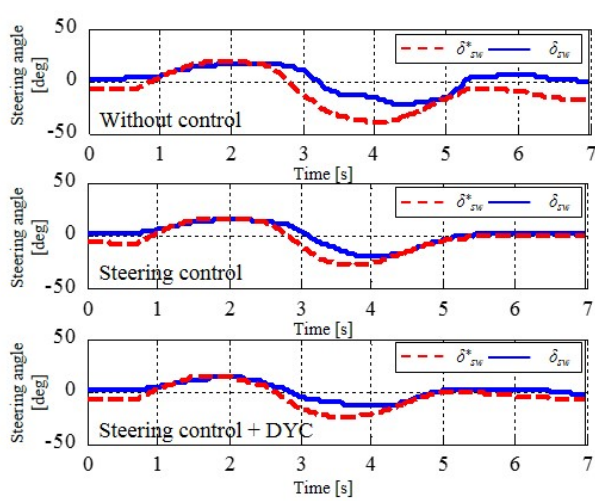 50
0
-50
Steering angle
[deg]
δ*sw δsw
Without control
0 1 2 3 4 5 6 7
Time [s]
50
0
-50
Steering angle
[deg]
δ*sw δsw
Steering control
0 1 2 3 4 5 6 7
Time [s]
50
0
-50
Steering angle
[deg]
δ*sw δsw
Steering control + DYC
0 1 2 3 4 5 6 7
Time [s]